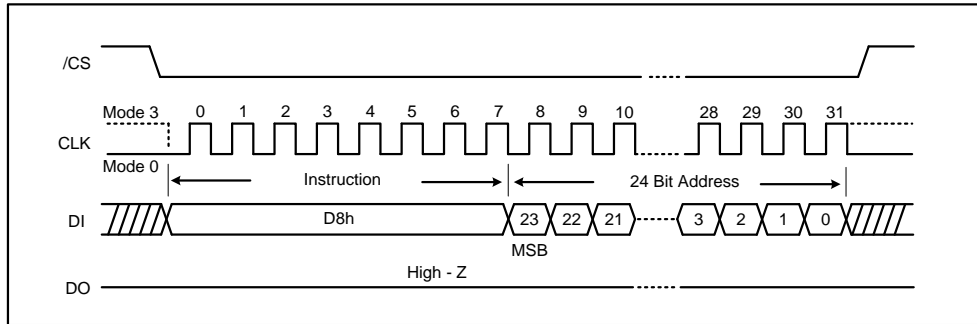 /CS
Mode 3 0 1 2 3 4 5 6 7 8 9 10 28 29 30 31
CLK
Mode 0
Instruction 24 Bit Address
DI D8h 23 22 21 3 2 1 0
MSB
High - Z
DO